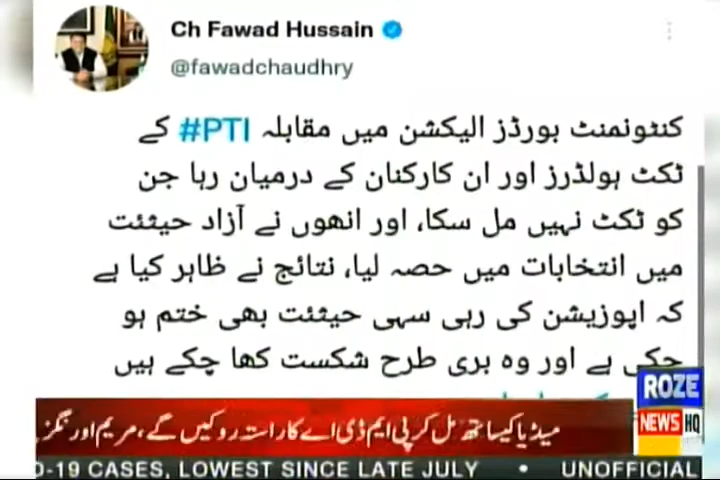 Ch Fawad Hussain
@fawadchaudhry
کنٹونمنٹ بورڈز الیکشن میں مقابلہ #PTI کے
ٹکٹ ہولڈرز اور ان کارکنان کے درمیان رہا جن
کو ٹکٹ نہیں مل سکا، اور انھوں نے آزاد حیثئت
میں انتخابات میں حصہ لیا، نتائج نے ظاہر کیا ہے
کہ اپوزیشن کی رہی سہی حیثئت بھی ختم ہو
چکی ہے اور وہ بری طرح شکست کھا چکے ہیں
ROZE
NEWS HQ
میڈیا کیساتھ مل کر پی ایم ڈی اے کا راستہ روکیں گے، مریم اورنگزیب
D-19 CASES, LOWEST SINCE LATE JULY • UNOFFICIAL